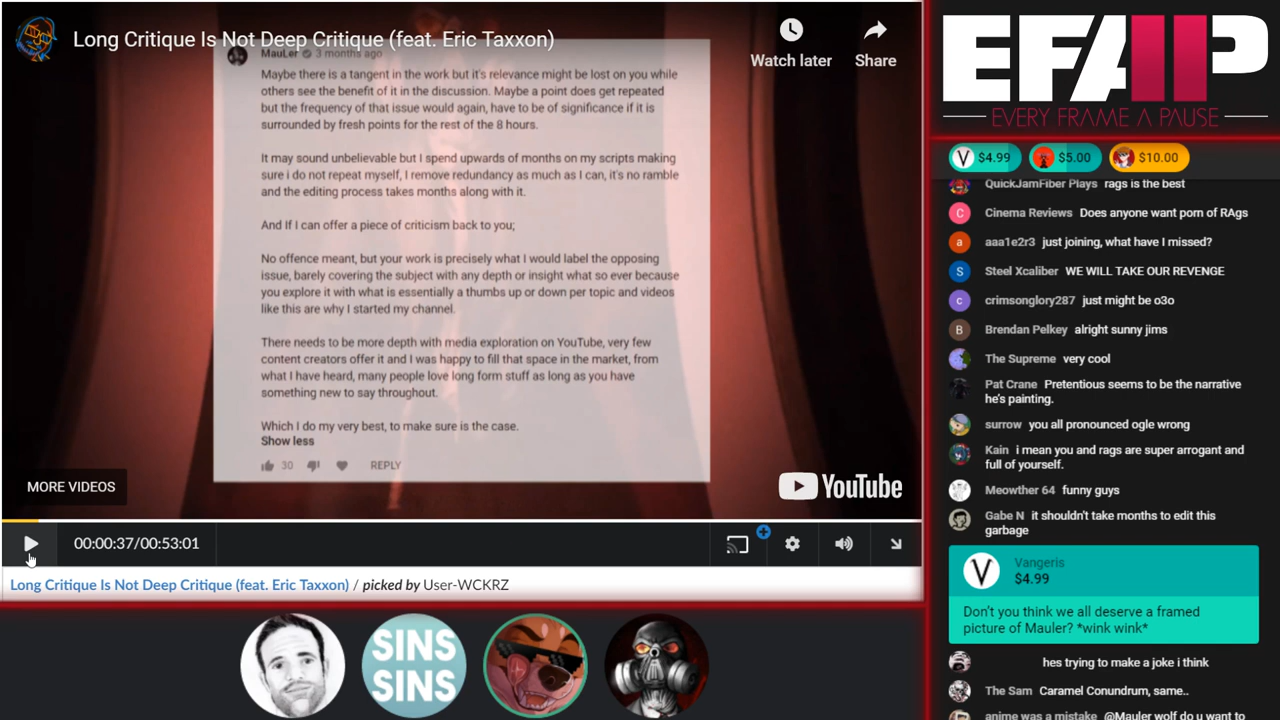 Long Critique Is Not Deep Critique (feat. Eric Taxxon)
Watch later
Share
MauLer 3 months ago
Maybe there is a tangent in the work but it's relevance might be lost on you while
others see the benefit of it in the discussion. Maybe a point does get repeated
but the frequency of that issue would again, have to be of significance if it is
surrounded by fresh points for the rest of the 8 hours.
It may sound unbelievable but I spend upwards of months on my scripts making
sure i do not repeat myself, I remove redundancy as much as I can, it's no ramble
and the editing process takes months along with it.
And If I can offer a piece of criticism back to you;
No offence meant, but your work is precisely what I would label the opposing
issue, barely covering the subject with any depth or insight what so ever because
you explore it with what is essentially a thumbs up or down per topic and videos
like this are why I started my channel.
There needs to be more depth with media exploration on YouTube, very few
content creators offer it and I was happy to fill that space in the market, from
what I have heard, many people love long form stuff as long as you have
something new to say throughout.
Which I do my very best, to make sure is the case.
Show less
30 REPLY
MORE VIDEOS
YouTube
00:00:37/00:53:01
Long Critique Is Not Deep Critique (feat. Eric Taxxon) / picked by User-WCKRZ
SINS
SINS
EFAP
EVERY FRAME A PAUSE
V $4.99 $5.00 $10.00
QuickJamFiber Plays rags is the best
C Cinema Reviews Does anyone want porn of RAgs
a aaa1e2r3 just joining, what have I missed?
S Steel Xcaliber WE WILL TAKE OUR REVENGE
c crimsonglory287 just might be o3o
B Brendan Pelkey alright sunny jims
The Supreme very cool
Pat Crane Pretentious seems to be the narrative
he's painting.
surrow you all pronounced ogle wrong
Kain i mean you and rags are super arrogant and
full of yourself.
Meowther 64 funny guys
Gabe N it shouldn't take months to edit this
garbage
V Vangeris
$4.99
Don't you think we all deserve a framed
picture of Mauler? *wink wink*
hes trying to make a joke i think
The Sam Caramel Conundrum, same..
anime was a mistake @Mauler wolf do u want to